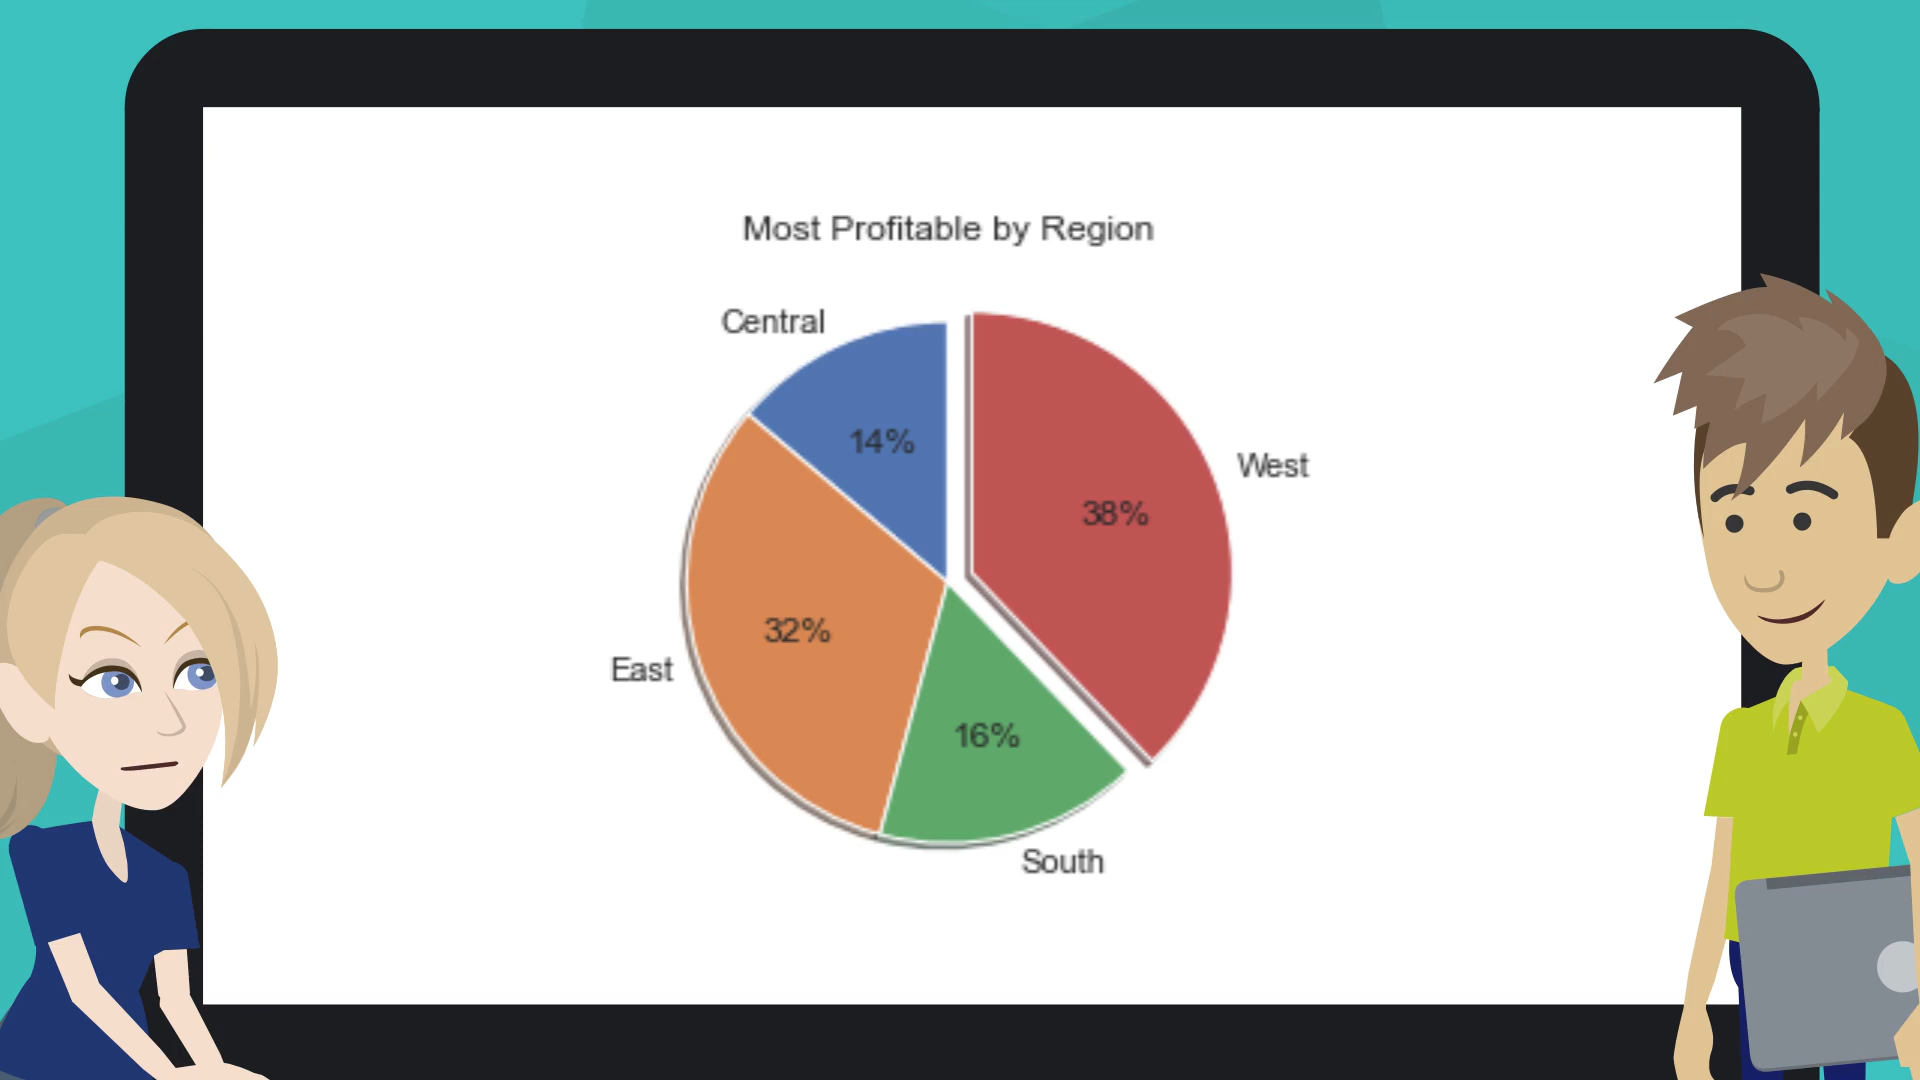 Most Profitable by Region
Central
14%
38%
West
32%
East
16%
South